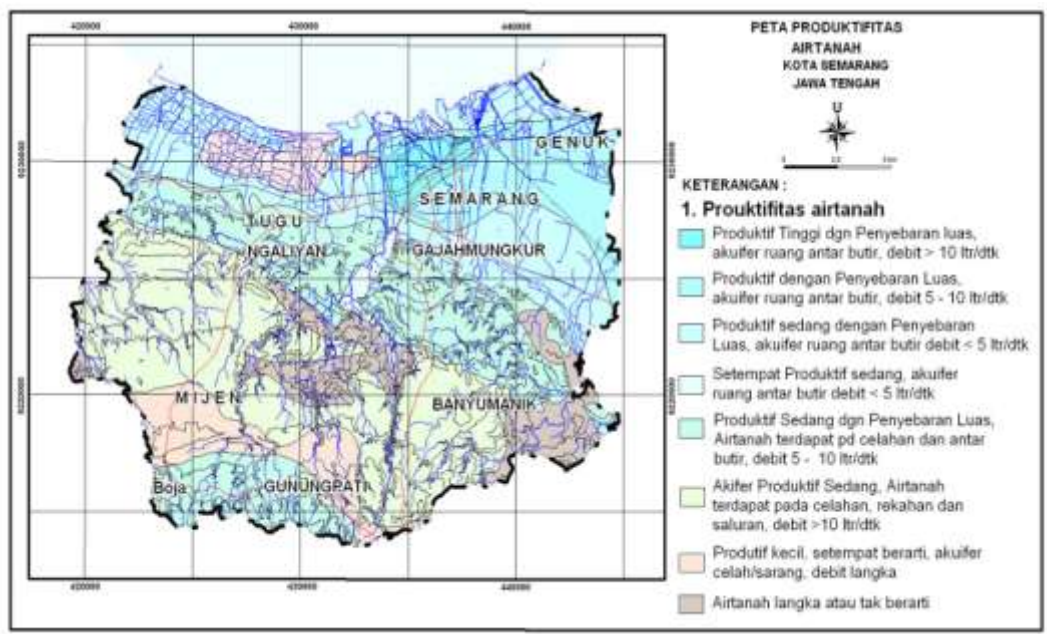 PETA PRODUKTIFITAS
AIRTANAH
KOTA SEMARANG
JAWA TENGAH
U
KETERANGAN :
1. Prouktifitas airtanah
Produktif Tinggi dgn Penyebaran luas,
akuifer ruang antar butir, debit > 10 ltr/dtk
Produktif dengan Penyebaran Luas,
akuifer ruang antar butir, debit 5 - 10 ltr/dtk
Produktif sedang dengan Penyebaran
Luas, akuifer ruang antar butir debit < 5 ltr/dtk
Setempat Produktif sedang, akuifer
ruang antar butir debit < 5 ltr/dtk
Produktif Sedang dgn Penyebaran Luas,
Airtanah terdapat pd celahan dan antar
butir, debit 5 - 10 ltr/dtk
Akifer Produktif Sedang, Airtanah
terdapat pada celahan, rekahan dan
saluran, debit >10 ltr/dtk
Produtif kecil, setempat berarti, akuifer
celah/sarang, debit langka
Airtanah langka atau tak berarti
GENUK
SEMARANG
TUGU
NGALIYAN
GAJAHMUNGKUR
MIJEN
BANYUMANIK
Boja
GUNUNGPATI